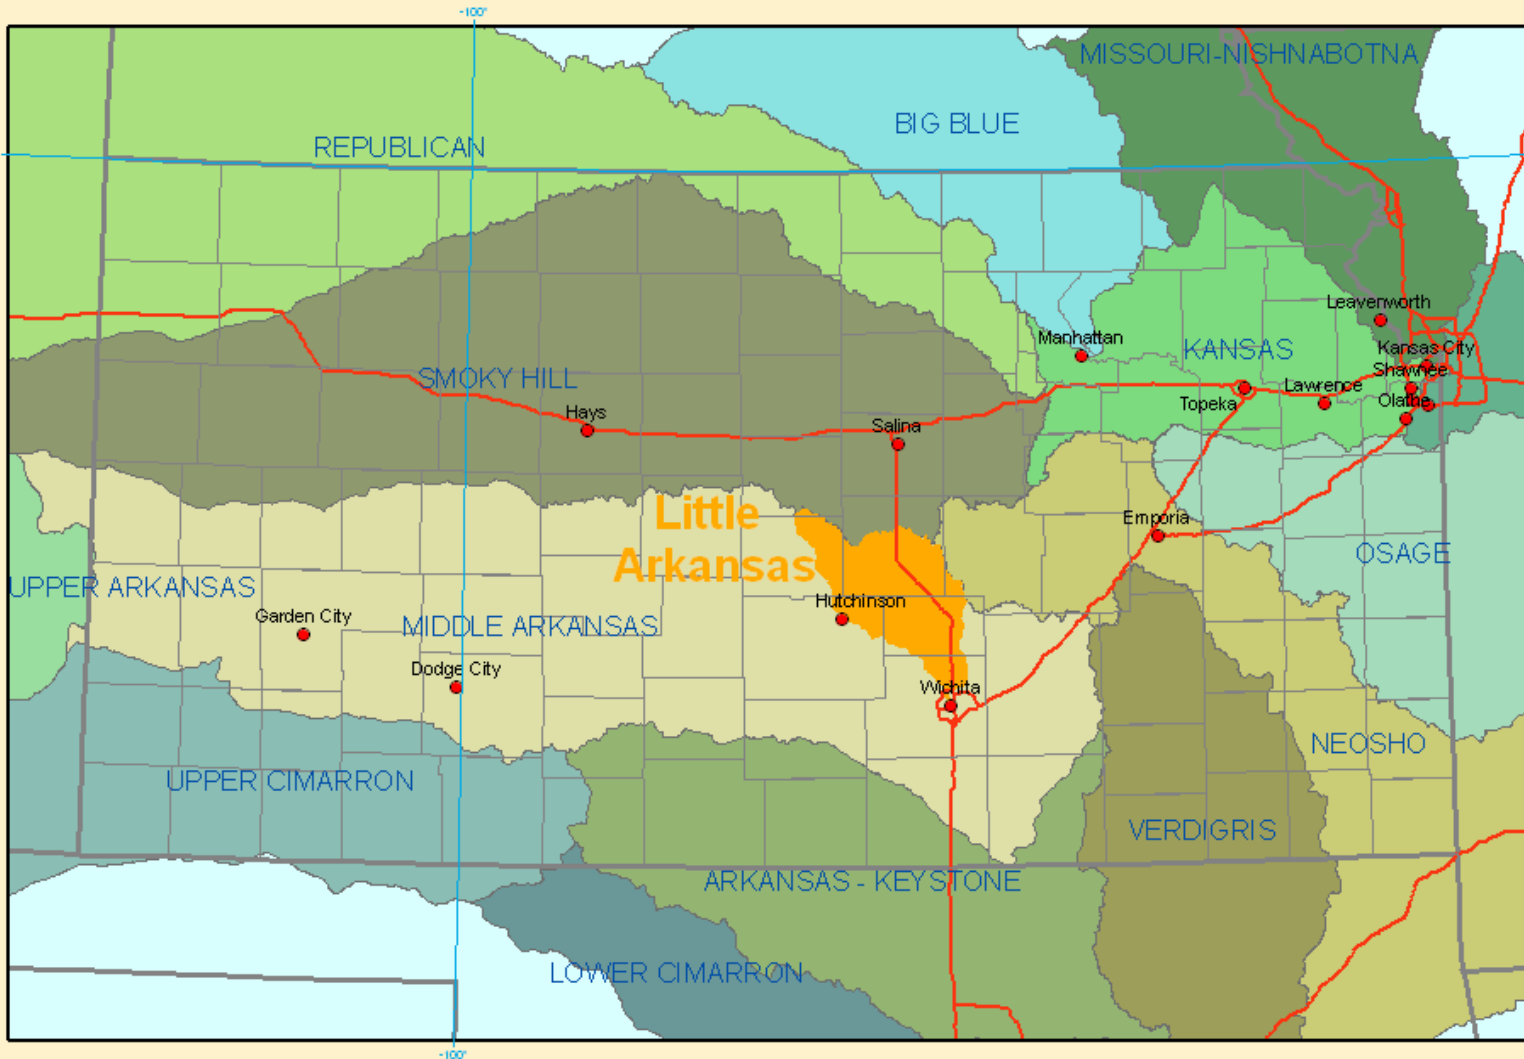 -100°
MISSOURI-NISHNABOTNA
BIG BLUE
REPUBLICAN
Leavenworth
Manhattan
KANSAS
Kansas City
Shawnee
SMOKY HILL
Lawrence
Topeka
Olathe
Hays
Salina
Little
Arkansas
Emporia
OSAGE
UPPER ARKANSAS
Hutchinson
Garden City
MIDDLE ARKANSAS
Dodge City
Wichita
NEOSHO
UPPER CIMARRON
VERDIGRIS
ARKANSAS - KEYSTONE
LOWER CIMARRON
-100°